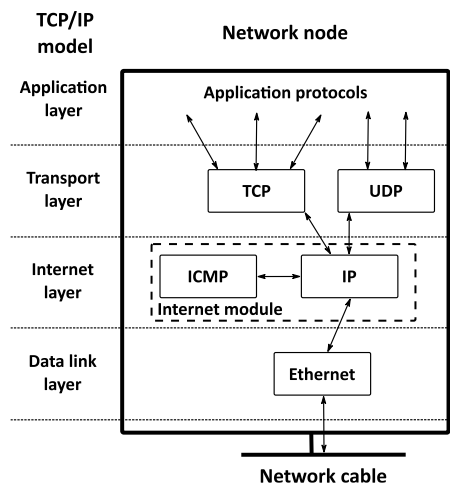 TCP/IP
model
Network node
Application
layer
Application protocols
Transport
layer
TCP
UDP
Internet
layer
ICMP
IP
Internet module
Data link
layer
Ethernet
Network cable